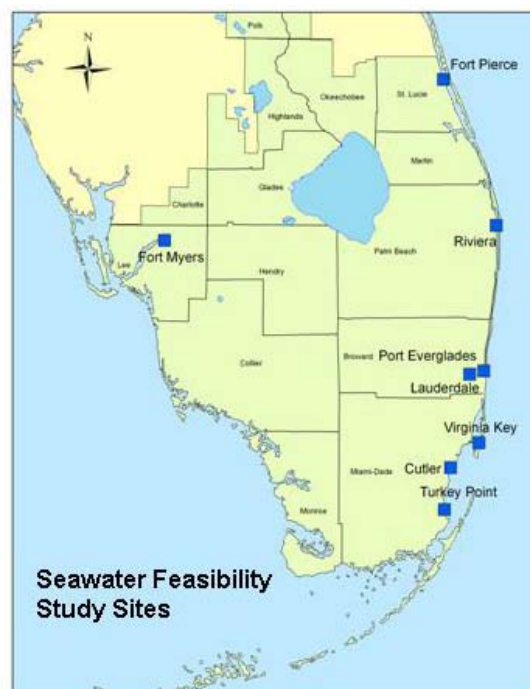 Polk
N
Fort Pierce
Okeechobee
St. Lucie
Highlands
Martin
Glades
Charlotte
Riviera
Palm Beach
Lee
Fort Myers
Hendry
Port Everglades
Broward
Collier
Lauderdale
Virginia Key
Cutler
Miami-Dade
Turkey Point
Monroe
Seawater Feasibility
Study Sites